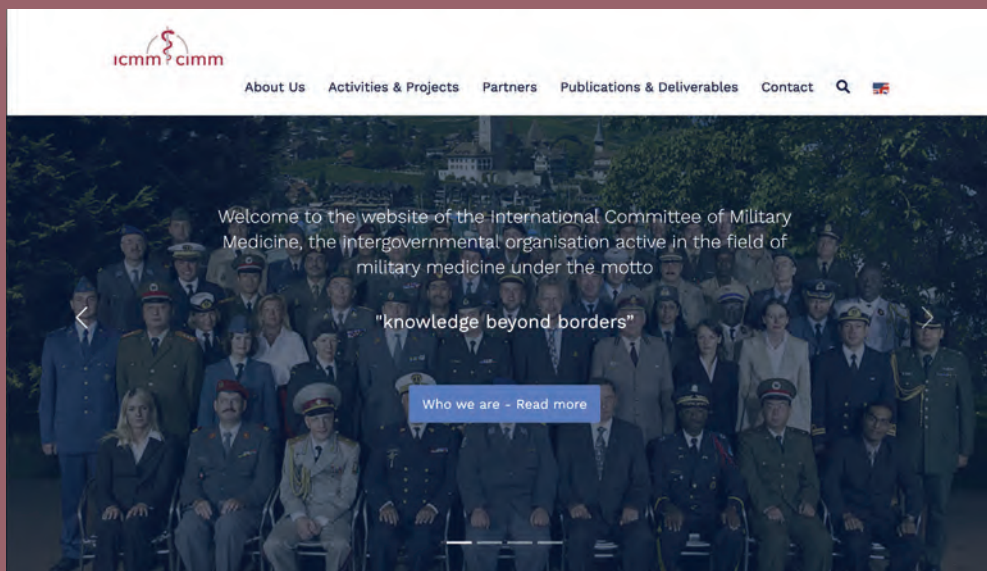 ıcmm cimm
About Us Activities & Projects Partners Publications & Deliverables Contact
Welcome to the website of the International Committee of Military
Medicine, the intergovernmental organisation active in the field of
military medicine under the motto
"knowledge beyond borders”
Who we are - Read more